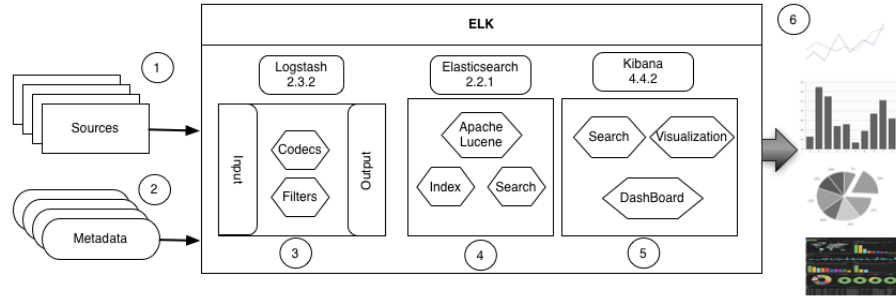 ELK
6
1
Logstash
2.3.2
Elasticsearch
2.2.1
Kibana
4.4.2
Sources
Input
Codecs
Filters
Output
Apache
Lucene
Index
Search
Search
Visualization
DashBoard
2
Metadata
3
4
5